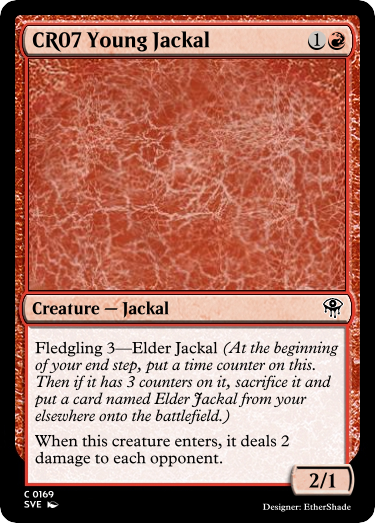 CR07 Young Jackal
1
Creature — Jackal
Fledgling 3—Elder Jackal (At the beginning
of your end step, put a time counter on this.
Then if it has 3 counters on it, sacrifice it and
put a card named Elder Jackal from your
elsewhere onto the battlefield.)
When this creature enters, it deals 2
damage to each opponent.
2/1
C 0169
SVE
Designer: EtherShade